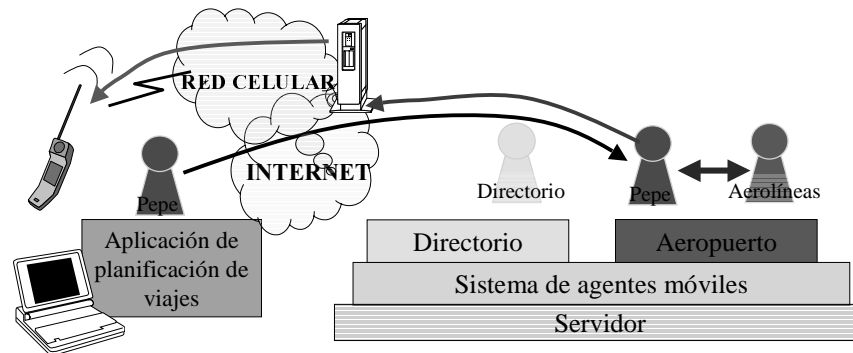 RED CELULAR
INTERNET
Pepe
Directorio
Pepe
Aerolíneas
Aplicación de
planificación de
viajes
Directorio
Aeropuerto
Sistema de agentes móviles
Servidor